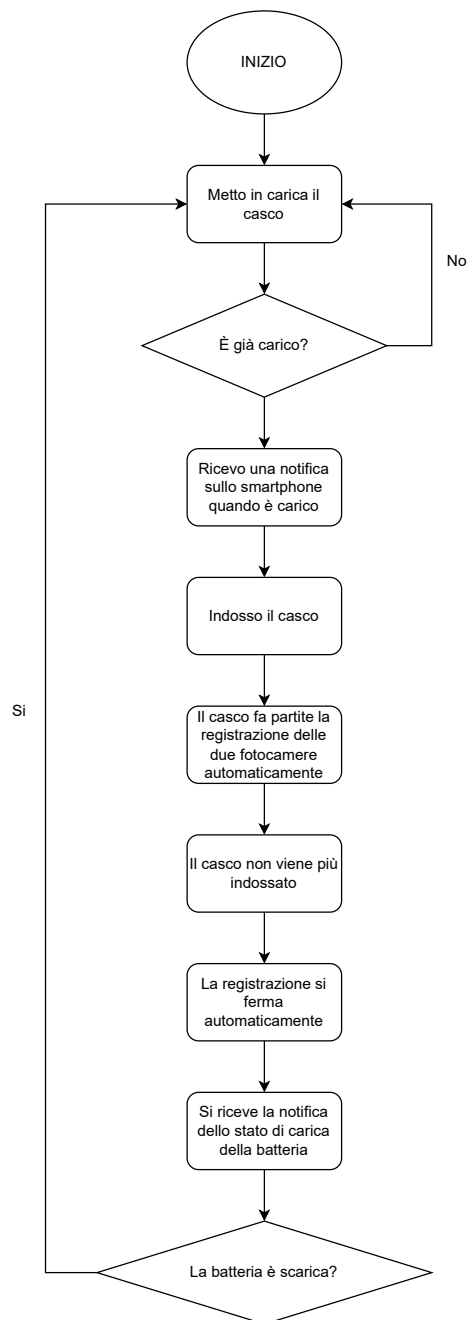 INIZIO
Metto in carica il
casco
No
È già carico?
Ricevo una notifica
sullo smartphone
quando è carico
Indosso il casco
Si
Il casco fa partite la
registrazione delle
due fotocamere
automaticamente
Il casco non viene più
indossato
La registrazione si
ferma
automaticamente
Si riceve la notifica
dello stato di carica
della batteria
La batteria è scarica?